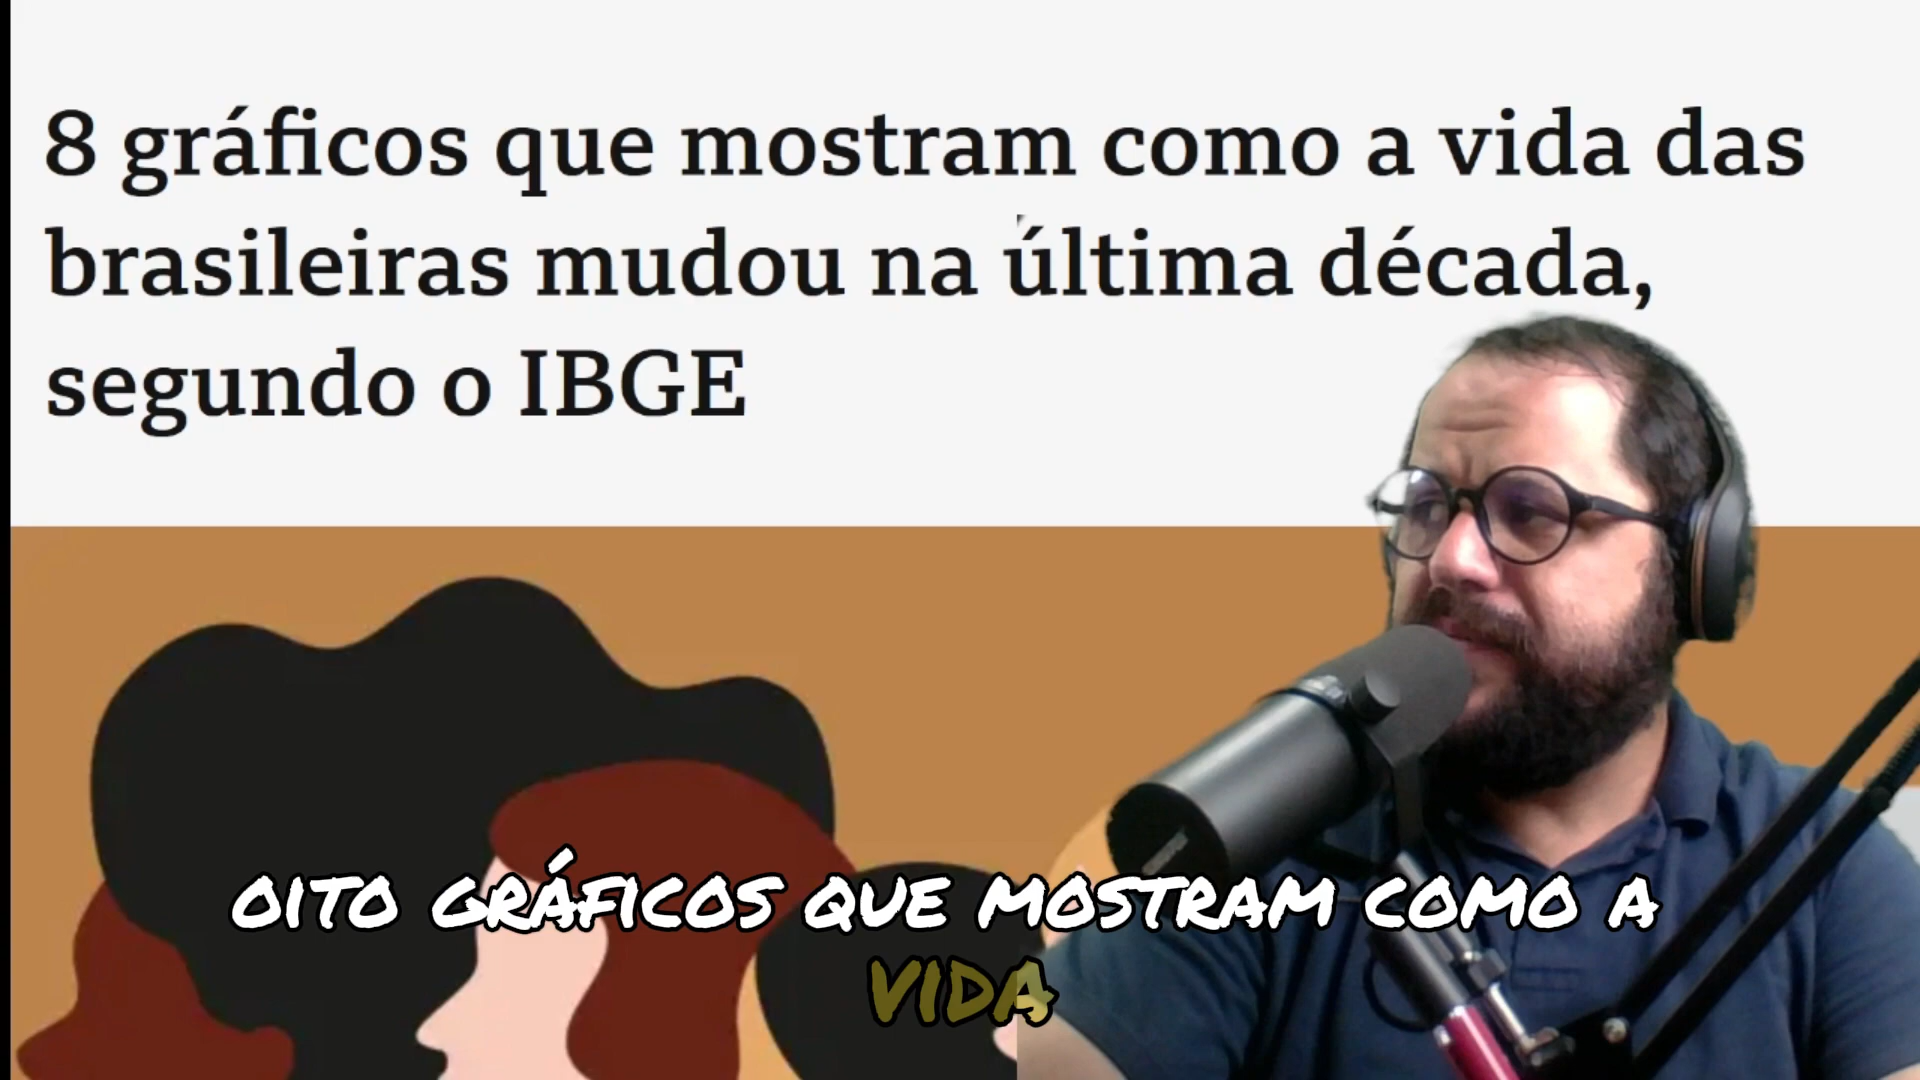 8 gráficos que mostram como a vida das
brasileiras mudou na última década,
segundo o IBGE
OITO GRÁFICOS QUE MOSTRAM COMO A
VIDA